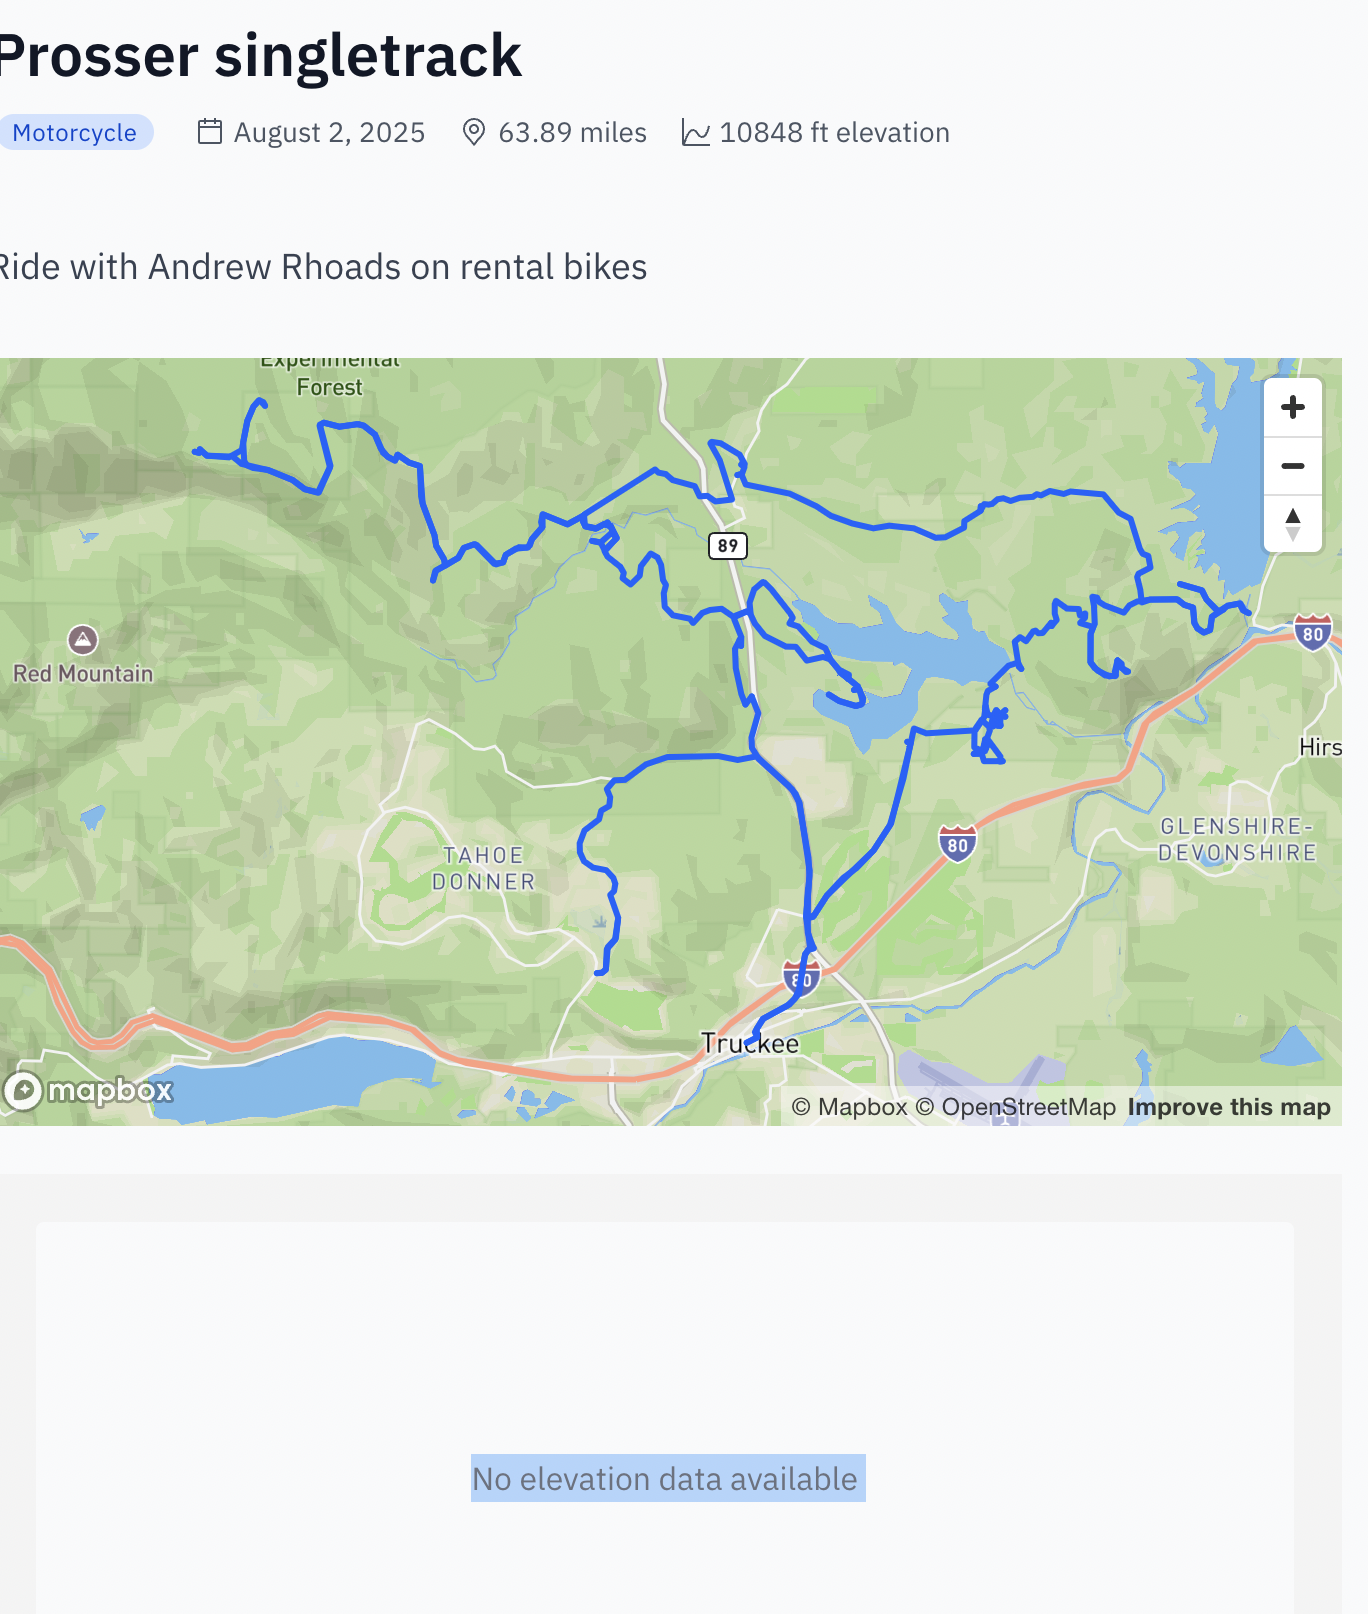 Prosser singletrack
Motorcycle August 2, 2025 63.89 miles 10848 ft elevation
Ride with Andrew Rhoads on rental bikes
Experimental
Forest
89
80
Red Mountain
Hirs
80
GLENSHIRE-
DEVONSHIRE
TAHOE
DONNER
80
Truckee
mapbox
© Mapbox © OpenStreetMap Improve this map
No elevation data available